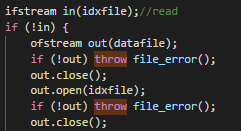 ifstream in(idxfile);//read
if (!in) {
ofstream out(datafile);
if (!out) throw file_error();
out.close();
out.open(idxfile);
if (!out) throw file_error();
out.close();